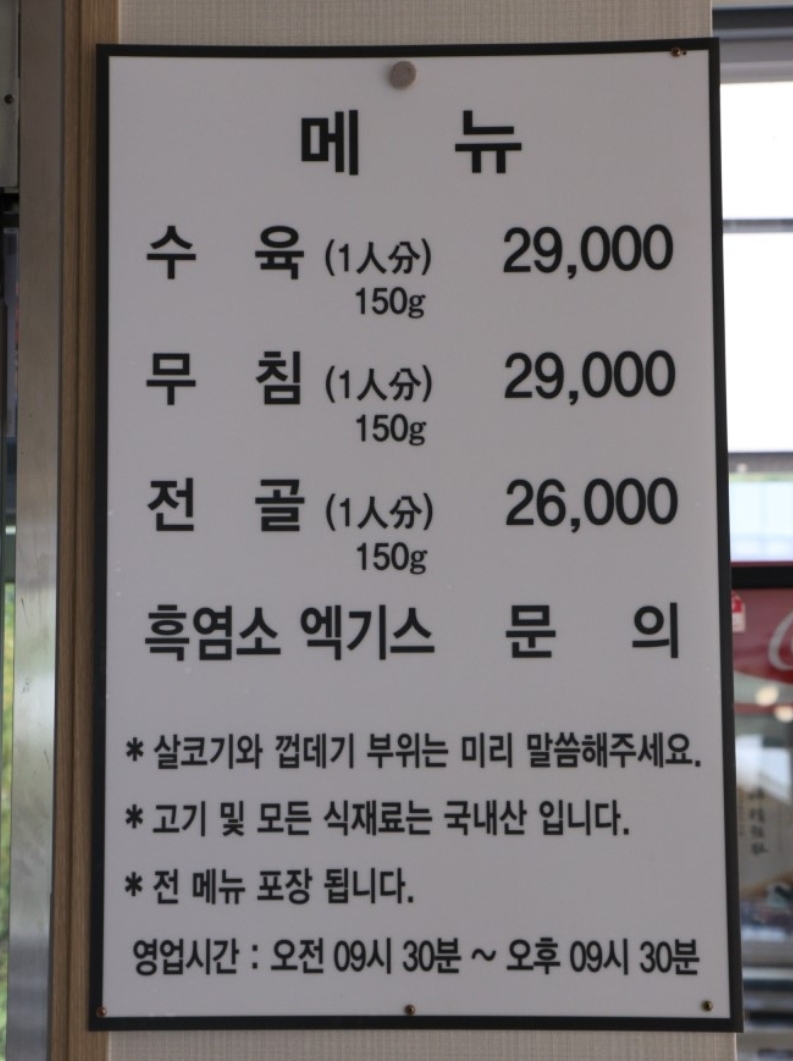 메 뉴
수 육 (1人分) 29,000
150g
무 침 (1人分) 29,000
150g
전 골 (1人分) 26,000
150g
흑염소 엑기스 문 의
* 살코기와 껍데기 부위는 미리 말씀해주세요.
* 고기 및 모든 식재료는 국내산 입니다.
* 전 메뉴 포장 됩니다.
영업시간 : 오전 09시 30분 ~ 오후 09시 30분